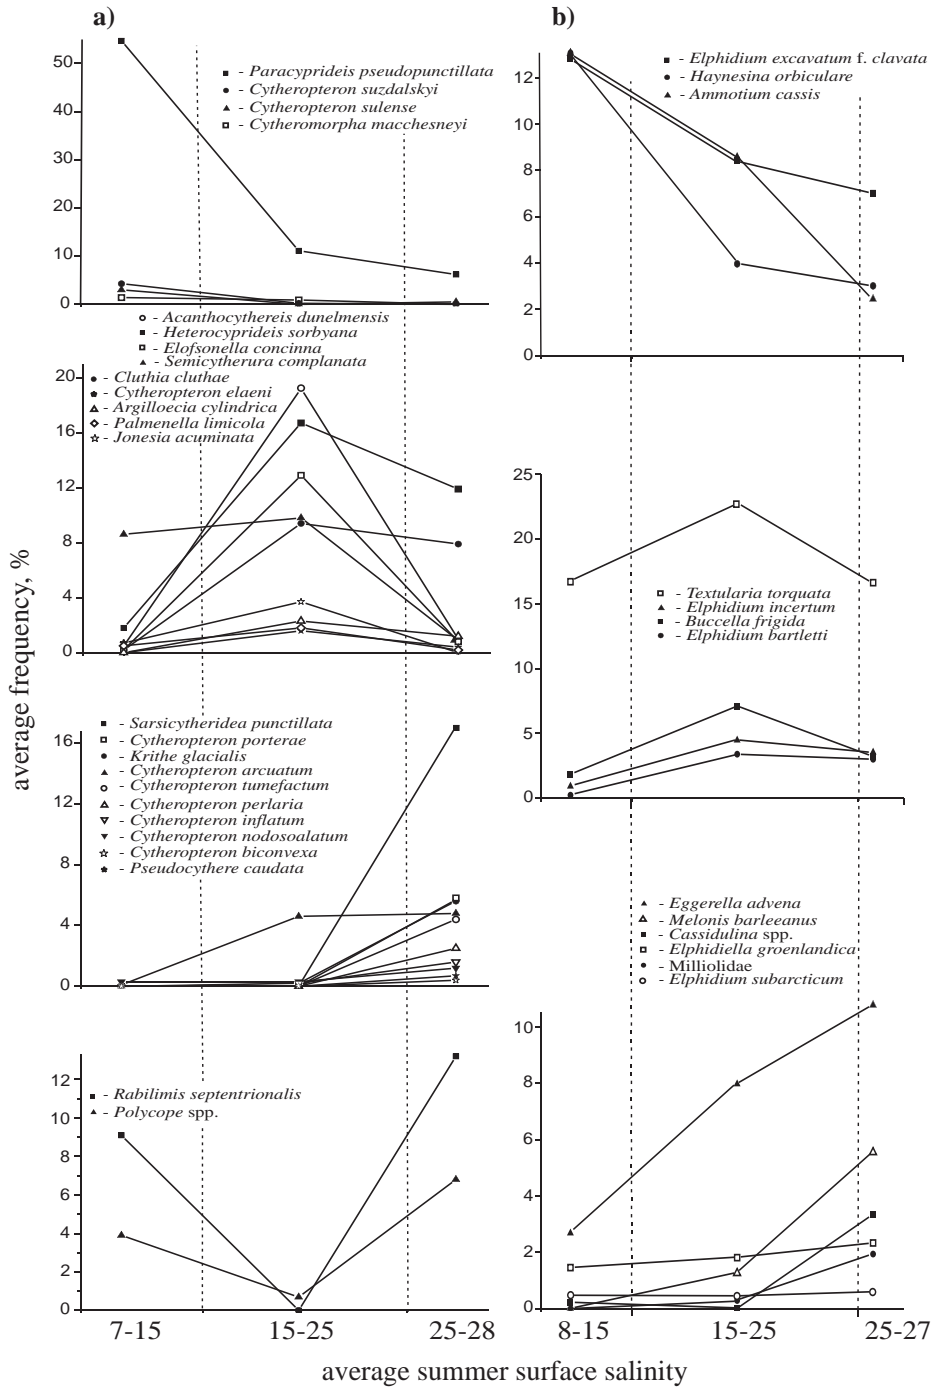 a)
50
40
30
20
10
0
- Paracyprideis pseudopunctillata
- Cytheropteron suzdalskyi
- Cytheropteron sulense
- Cytheromorpha macchesneyi
- Acanthocythereis dunelmensis
- Heterocyprideis sorbyana
- Elofsonella concinna
- Semicytherura complanata
- Cluthia cluthae
- Cytheropteron elaeni
- Argilloecia cylindrica
- Palmenella limicola
- Jonesia acuminata
20
16
12
8
4
0
- Sarsicytheridea punctillata
- Cytheropteron porterae
- Krithe glacialis
- Cytheropteron arcuatum
- Cytheropteron tumefactum
- Cytheropteron perlaria
- Cytheropteron inflatum
- Cytheropteron nodosoalatum
- Cytheropteron biconvexa
- Pseudocythere caudata
16
12
8
4
0
- Rabilimis septentrionalis
- Polycope spp.
12
10
8
6
4
2
0
7-15 15-25 25-28
average frequency, %
b)
- Elphidium excavatum f. clavata
- Haynesina orbiculare
- Ammotium cassis
12
10
8
6
4
2
0
25
20
15
10
5
0
- Textularia torquata
- Elphidium incertum
- Buccella frigida
- Elphidium bartletti
- Eggerella advena
- Melonis barleeanus
- Cassidulina spp.
- Elphidiella groenlandica
- Milliolidae
- Elphidium subarcticum
10
8
6
4
2
0
8-15 15-25 25-27
average summer surface salinity